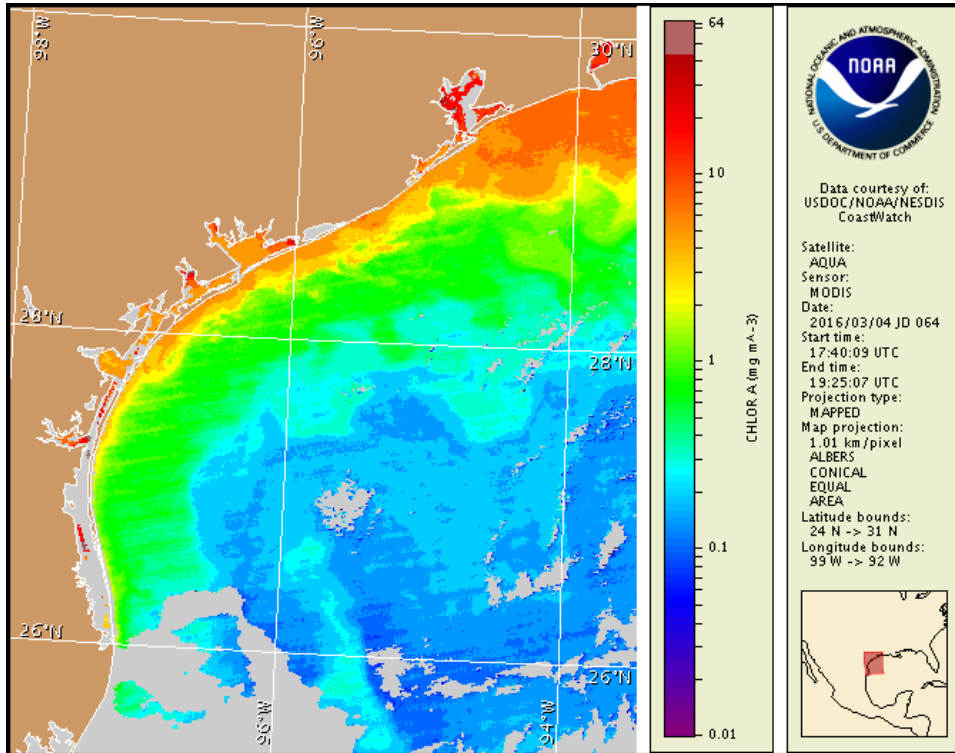 98°W
96°W
30°N
28°N
28°N
26°N
26°N
96°W
94°W
64
10
1
0.1
0.01
CHLOR A (mg m^-3)
NATIONAL OCEANIC AND ATMOSPHERIC ADMINISTRATION
NOAA
U.S. DEPARTMENT OF COMMERCE
Data courtesy of:
USDOC/NOAA/NESDIS
CoastWatch
Satellite:
AQUA
Sensor:
MODIS
Date:
2016/03/04 JD 064
Start time:
17:40:09 UTC
End time:
19:25:07 UTC
Projection type:
MAPPED
Map projection:
1.01 km/pixel
ALBERS
CONICAL
EQUAL
AREA
Latitude bounds:
24 N -> 31 N
Longitude bounds:
99 W -> 92 W